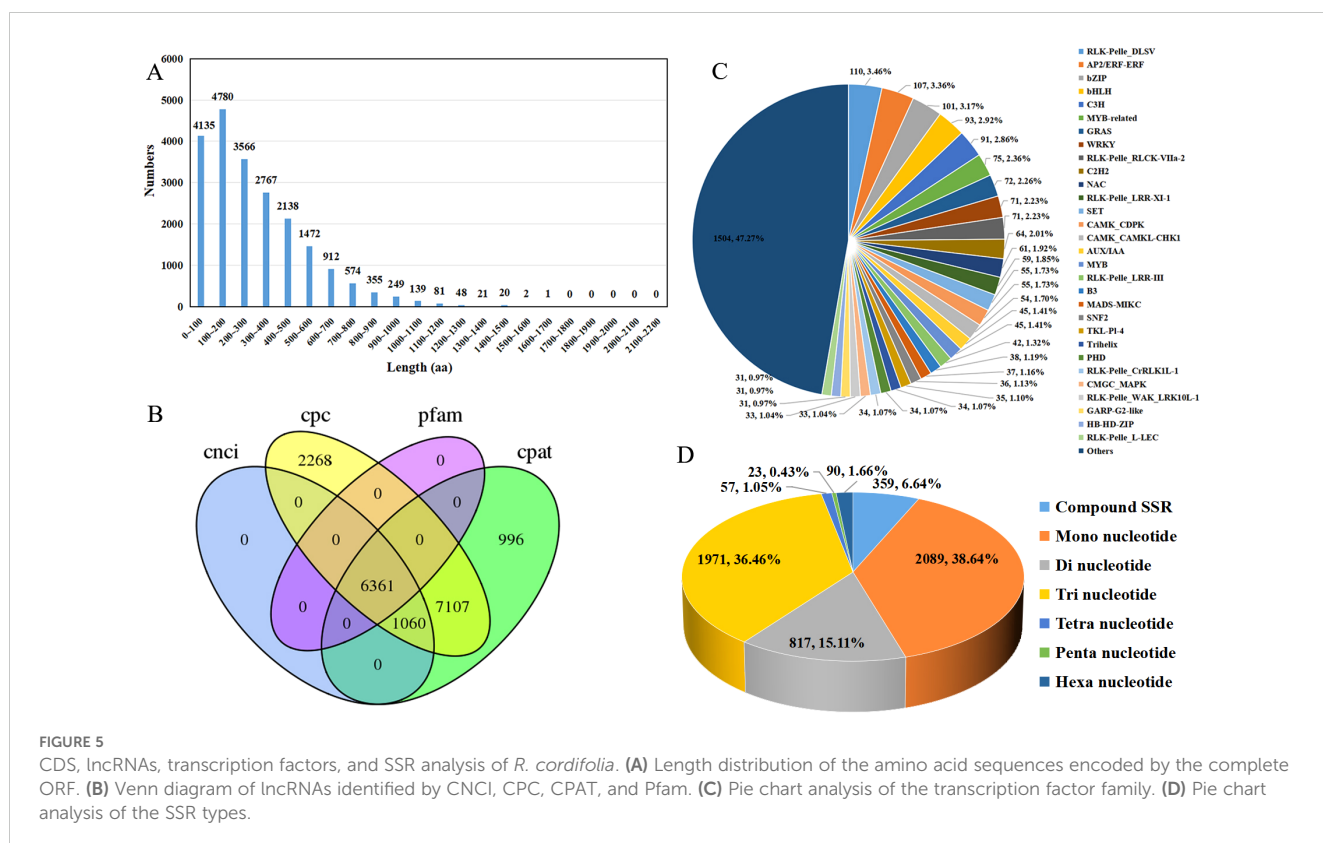 A
6000
5000
4000
3000
2000
1000
0
Numbers
4135
4780
3566
2767
2138
1472
912
574
355
249
139
81
48
21
20
2
1
0
0
0
0
0
0-100
100-200
200-300
300-400
400-500
500-600
600-700
700-800
800-900
900-1000
1000-1100
1100-1200
1200-1300
1300-1400
1400-1500
1500-1600
1600-1700
1700-1800
1800-1900
1900-2000
2000-2100
2100-2200
Length (aa)
B
cnci
cpc
pfam
cpat
2268
0
0
0
0
0
0
0
996
6361
7107
0
0
1060
0
C
110, 3.46%
107, 3.36%
101, 3.17%
93, 2.92%
91, 2.86%
75, 2.36%
72, 2.26%
71, 2.23%
71, 2.23%
64, 2.01%
61, 1.92%
59, 1.85%
55, 1.73%
55, 1.73%
54, 1.70%
45, 1.41%
45, 1.41%
42, 1.32%
38, 1.19%
37, 1.16%
36, 1.13%
35, 1.10%
34, 1.07%
34, 1.07%
34, 1.07%
33, 1.04%
33, 1.04%
31, 0.97%
31, 0.97%
31, 0.97%
1504, 47.27%
RLK-Pelle_DLSV
AP2/ERF-ERF
bZIP
bHLH
C3H
MYB-related
GRAS
WRKY
RLK-Pelle_RLCK-VIIa-2
C2H2
NAC
RLK-Pelle_LRR-XI-1
SET
CAMK_CDPK
CAMK_CAMKL-CHK1
AUX/IAA
MYB
RLK-Pelle_LRR-III
B3
MADS-MIKC
SNF2
TKL-Pl-4
Trihelix
PHD
RLK-Pelle_CrRLK1L-1
CMGC_MAPK
RLK-Pelle_WAK_LRK10L-1
GARP-G2-like
HB-HD-ZIP
RLK-Pelle_L-LEC
Others
D
23, 0.43%
90, 1.66%
57, 1.05%
359, 6.64%
1971, 36.46%
2089, 38.64%
817, 15.11%
Compound SSR
Mono nucleotide
Di nucleotide
Tri nucleotide
Tetra nucleotide
Penta nucleotide
Hexa nucleotide
FIGURE 5
CDS, lncRNAs, transcription factors, and SSR analysis of R. cordifolia. (A) Length distribution of the amino acid sequences encoded by the complete
ORF. (B) Venn diagram of lncRNAs identified by CNCI, CPC, CPAT, and Pfam. (C) Pie chart analysis of the transcription factor family. (D) Pie chart
analysis of the SSR types.